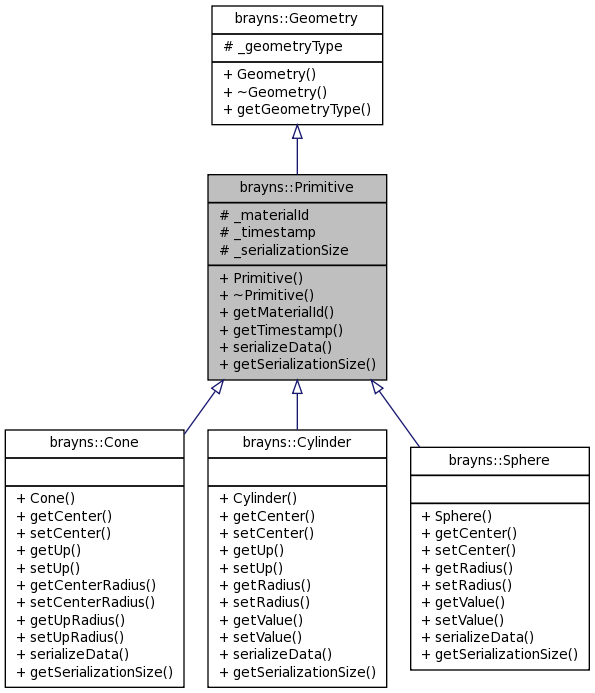 brayns::Geometry
# _geometryType
+ Geometry()
+ ~Geometry()
+ getGeometryType()
brayns::Primitive
# _materialId
# _timestamp
# _serializationSize
+ Primitive()
+ ~Primitive()
+ getMaterialId()
+ getTimestamp()
+ serializeData()
+ getSerializationSize()
brayns::Cone
+ Cone()
+ getCenter()
+ setCenter()
+ getUp()
+ setUp()
+ getCenterRadius()
+ setCenterRadius()
+ getUpRadius()
+ setUpRadius()
+ serializeData()
+ getSerializationSize()
brayns::Cylinder
+ Cylinder()
+ getCenter()
+ setCenter()
+ getUp()
+ setUp()
+ getRadius()
+ setRadius()
+ getValue()
+ setValue()
+ serializeData()
+ getSerializationSize()
brayns::Sphere
+ Sphere()
+ getCenter()
+ setCenter()
+ getRadius()
+ setRadius()
+ getValue()
+ setValue()
+ serializeData()
+ getSerializationSize()